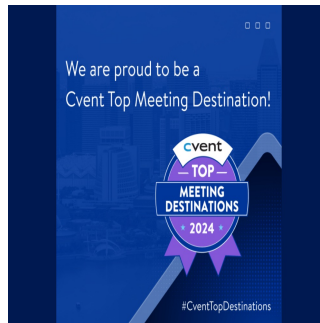 We are proud to be a
Cvent Top Meeting Destination!
cvent
TOP
MEETING
DESTINATIONS
2024
#CventTopDestinations